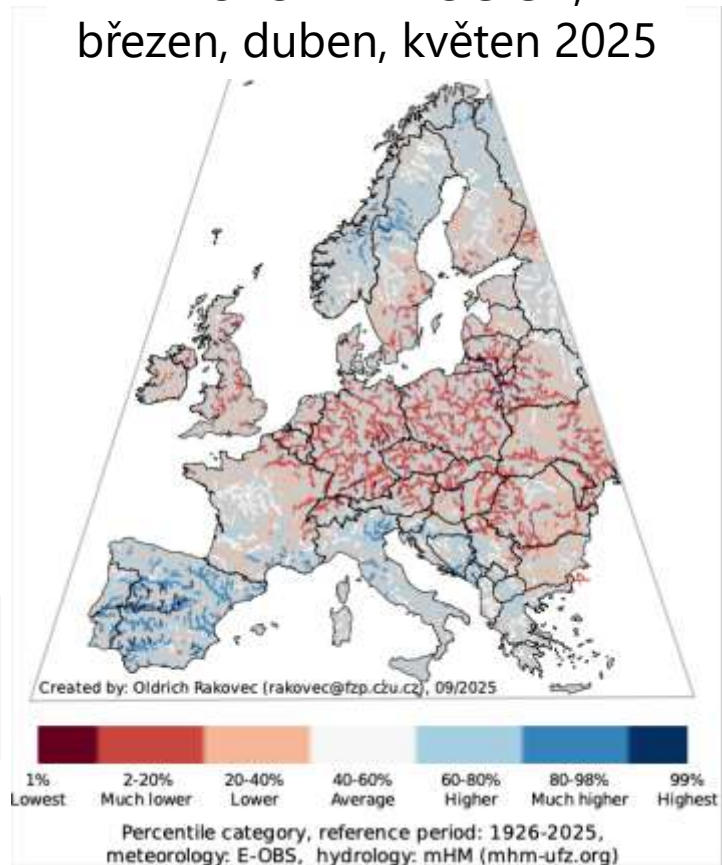 březen, duben, květen 2025
Created by: Oldrich Rakovec (rakovec@fzp.czu.cz), 09/2025
1% 2-20% 20-40% 40-60% 60-80% 80-98% 99%
Lowest Much lower Lower Average Higher Much higher Highest
Percentile category, reference period: 1926-2025,
meteorology: E-OBS, hydrology: mHM (mhm-ufz.org)